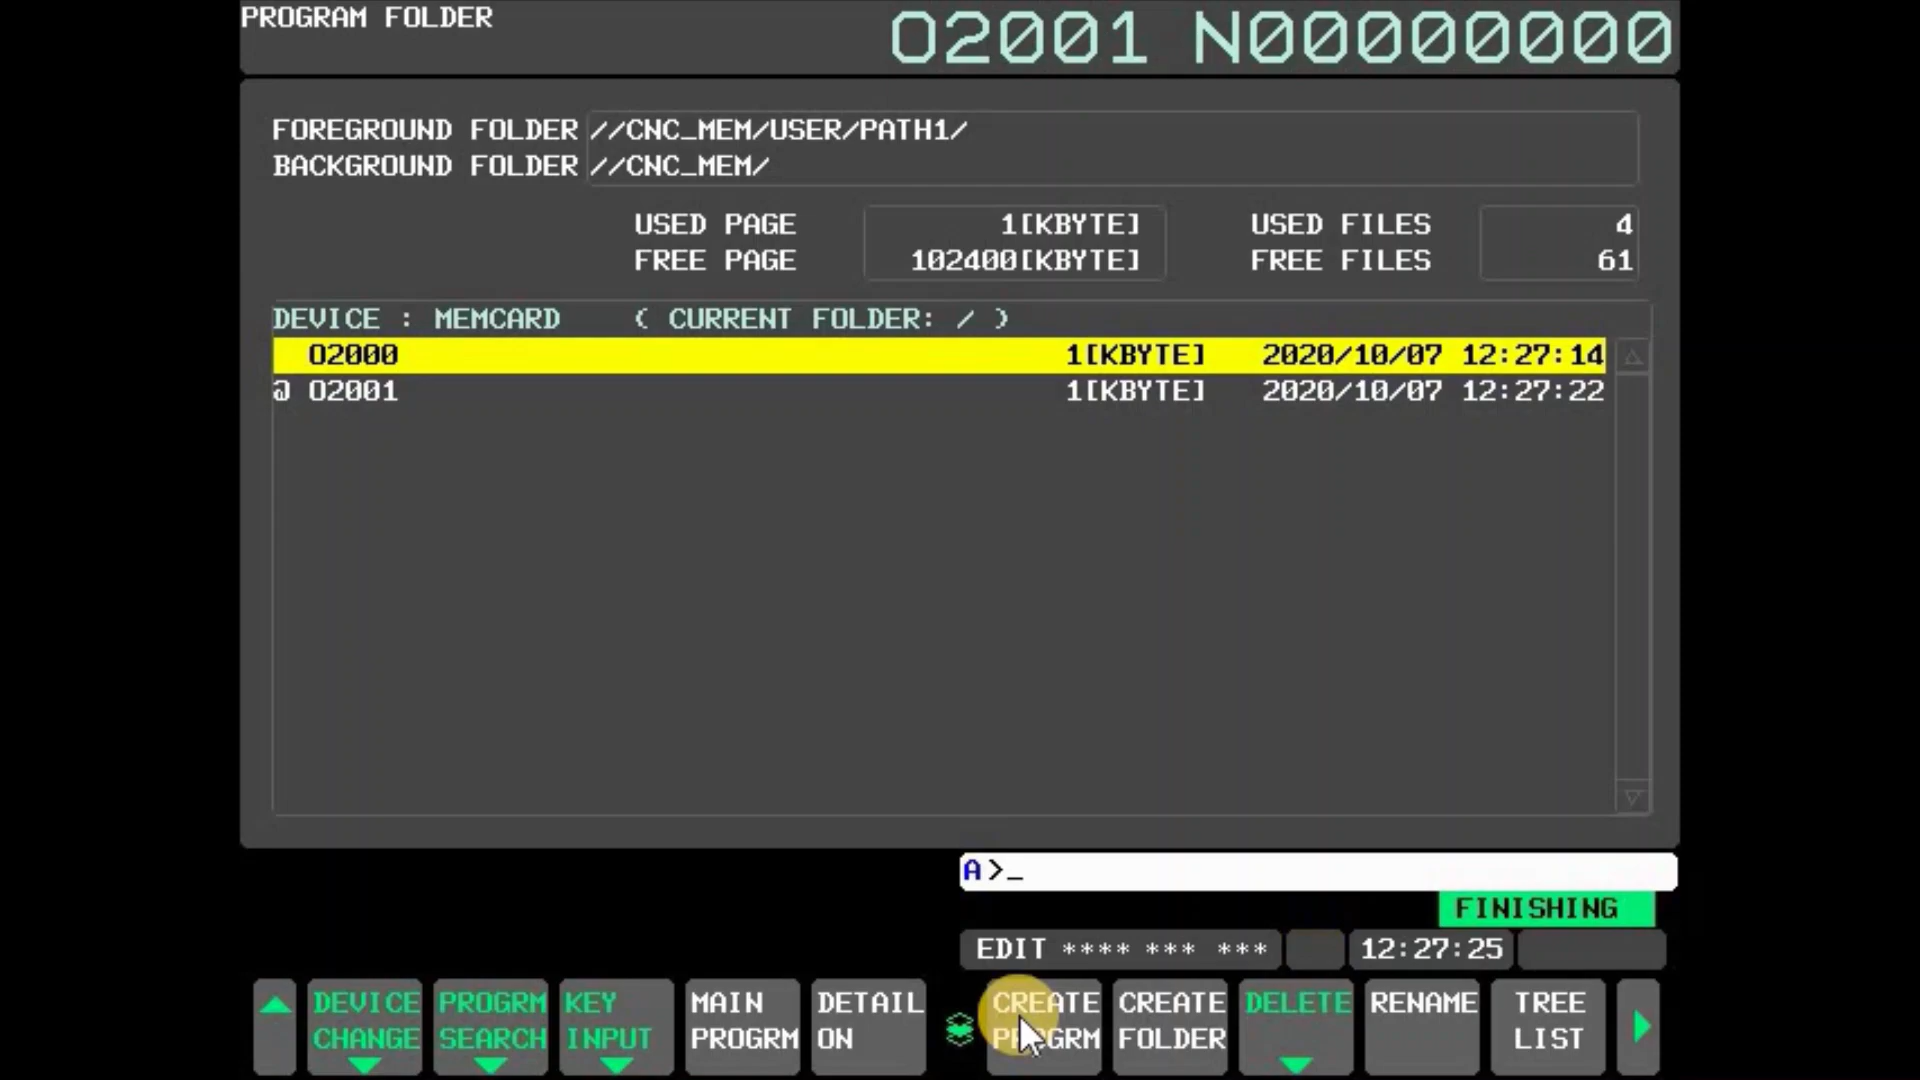 PROGRAM FOLDER
O2001 N00000000
FOREGROUND FOLDER //CNC_MEM/USER/PATH1/
BACKGROUND FOLDER //CNC_MEM/
USED PAGE 1[KBYTE] USED FILES 4
FREE PAGE 102400[KBYTE] FREE FILES 61
DEVICE : MEMCARD ( CURRENT FOLDER: / )
O2000 1[KBYTE] 2020/10/07 12:27:14
@ O2001 1[KBYTE] 2020/10/07 12:27:22
A >_
FINISHING
EDIT **** *** *** 12:27:25
DEVICE CHANGE
PROGRM SEARCH
KEY INPUT
MAIN PROGRM
DETAIL ON
CREATE PROGRM
CREATE FOLDER
DELETE
RENAME
TREE LIST